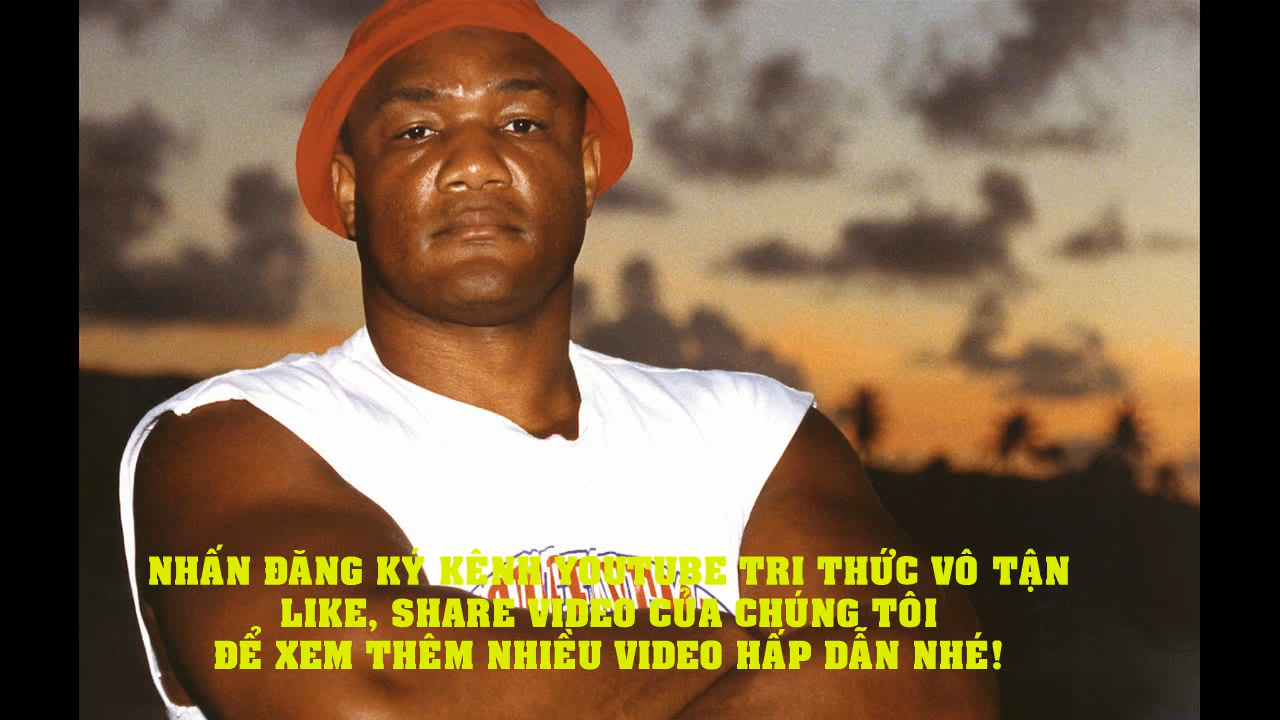 NHẤN ĐĂNG KÝ KÊNH YOUTUBE TRI THỨC VÔ TẬN
LIKE, SHARE VIDEO CỦA CHÚNG TÔI
ĐỂ XEM THÊM NHIỀU VIDEO HẤP DẪN NHÉ!